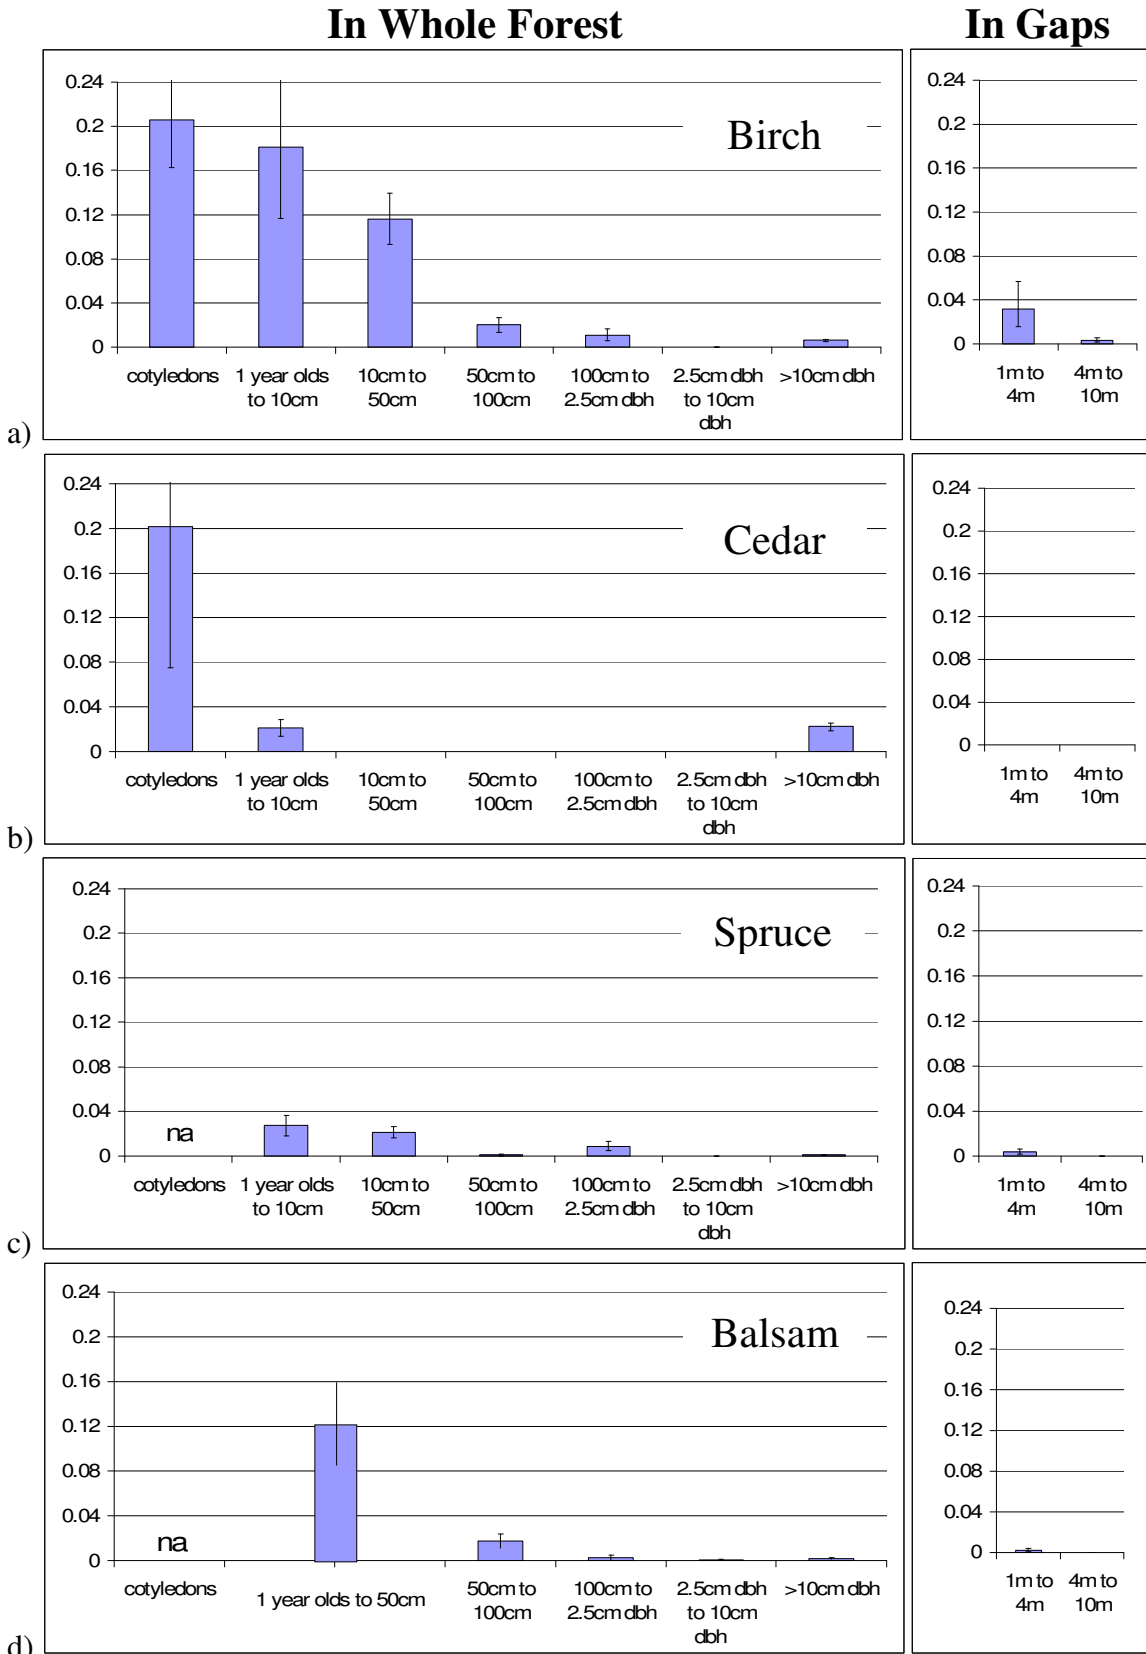 In Whole Forest
In Gaps
0.24
0.2
0.16
0.12
0.08
0.04
0
Birch
cotyledons
1 year olds
to 10cm
10cm to
50cm
50cm to
100cm
100cm to
2.5cm dbh
2.5cm dbh
to 10cm
dbh
>10cm dbh
0.24
0.2
0.16
0.12
0.08
0.04
0
1m to
4m
4m to
10m
a)
0.24
0.2
0.16
0.12
0.08
0.04
0
Cedar
cotyledons
1 year olds
to 10cm
10cm to
50cm
50cm to
100cm
100cm to
2.5cm dbh
2.5cm dbh
to 10cm
dbh
>10cm dbh
0.24
0.2
0.16
0.12
0.08
0.04
0
1m to
4m
4m to
10m
b)
0.24
0.2
0.16
0.12
0.08
0.04
0
Spruce
na
cotyledons
1 year olds
to 10cm
10cm to
50cm
50cm to
100cm
100cm to
2.5cm dbh
2.5cm dbh
to 10cm
dbh
>10cm dbh
0.24
0.2
0.16
0.12
0.08
0.04
0
1m to
4m
4m to
10m
c)
0.24
0.2
0.16
0.12
0.08
0.04
0
Balsam
na
cotyledons
1 year olds to 50cm
50cm to
100cm
100cm to
2.5cm dbh
2.5cm dbh
to 10cm
dbh
>10cm dbh
0.24
0.2
0.16
0.12
0.08
0.04
0
1m to
4m
4m to
10m
d)